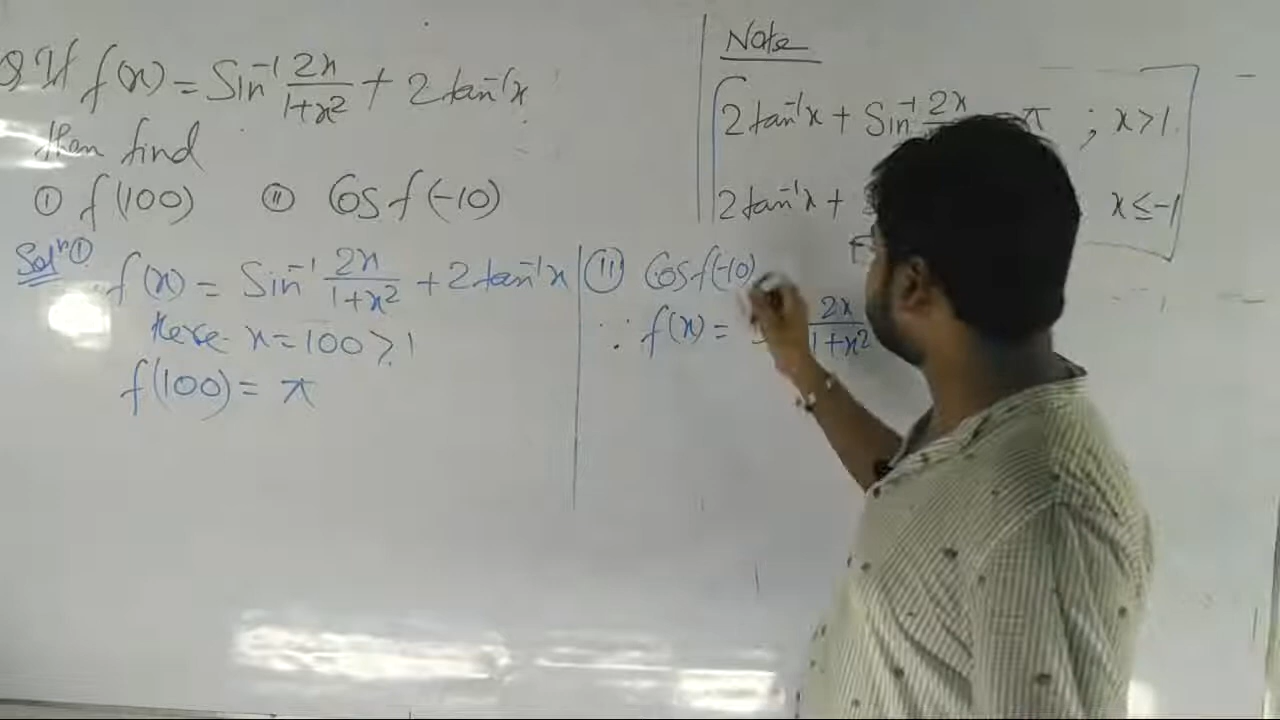 Q If f(x) = Sin⁻¹ 2x/1+x² + 2 tan⁻¹x
then find
① f(100) ② Cos f(-10)
Solⁿ ① ∵ f(x) = Sin⁻¹ 2x/1+x² + 2 tan⁻¹x
Here x = 100 > 1
f(100) = π
Note
2 tan⁻¹x + Sin⁻¹ 2x π ; x > 1
2 tan⁻¹x + x ≤ -1
② Cos f(-10)
∵ f(x) = 2x/1+x²